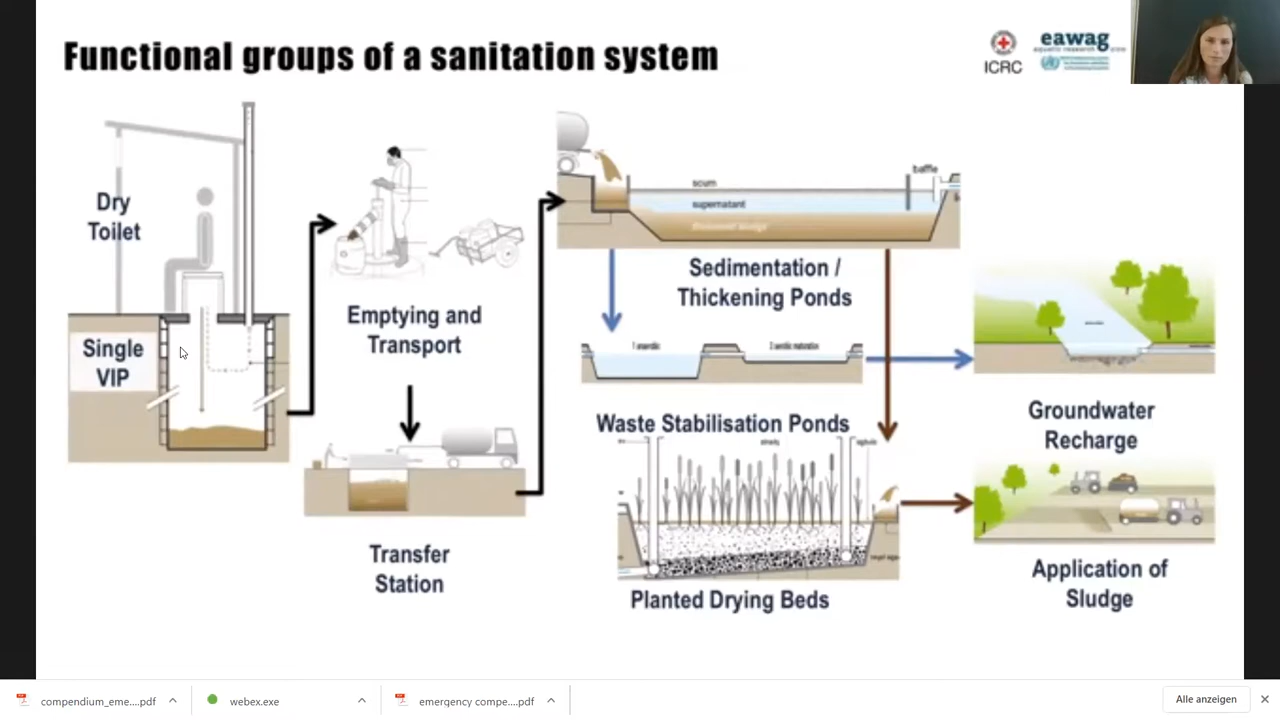 Functional groups of a sanitation system
ICRC
eawag
Dry
Toilet
Single
VIP
Emptying and
Transport
Transfer
Station
scum
supernatant
baffle
Sedimentation /
Thickening Ponds
1 anaerobic
Waste Stabilisation Ponds
Planted Drying Beds
Groundwater
Recharge
Application of
Sludge
compendium_eme....pdf
webex.exe
emergency compe....pdf
Alle anzeigen